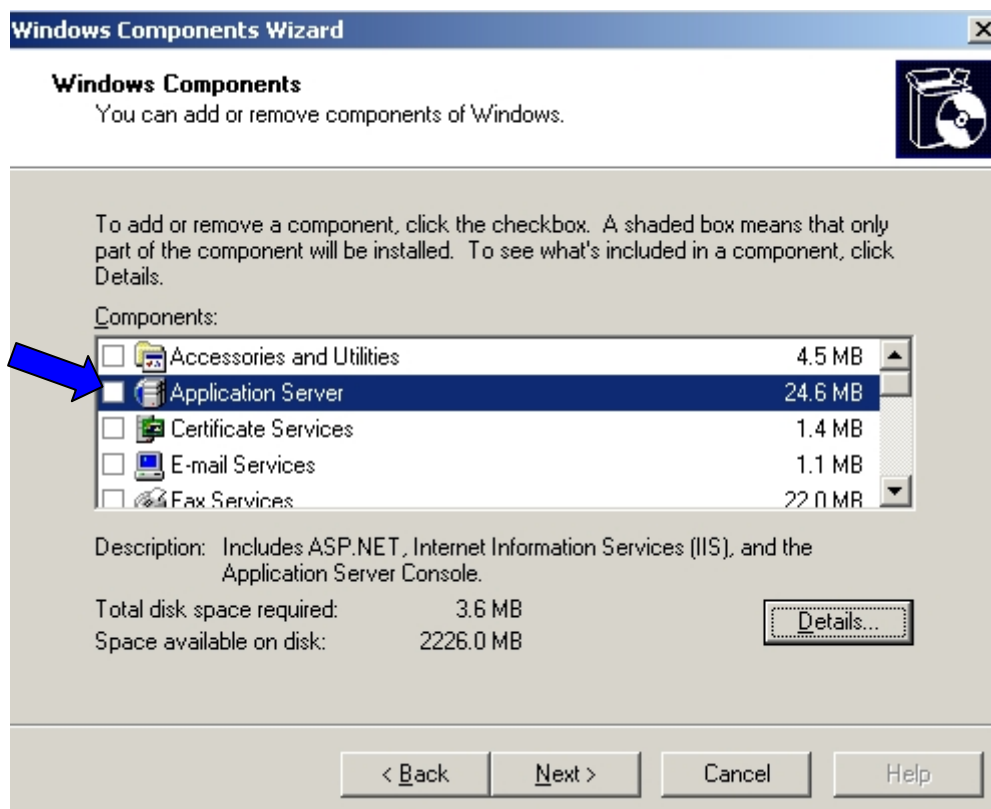 Windows Components Wizard
Windows Components
You can add or remove components of Windows.
To add or remove a component, click the checkbox. A shaded box means that only
part of the component will be installed. To see what's included in a component, click
Details.
Components:
Accessories and Utilities 4.5 MB
Application Server 24.6 MB
Certificate Services 1.4 MB
E-mail Services 1.1 MB
Fax Services 22.0 MB
Description: Includes ASP.NET, Internet Information Services (IIS), and the
Application Server Console.
Total disk space required: 3.6 MB
Space available on disk: 2226.0 MB
Details...
< Back Next > Cancel Help